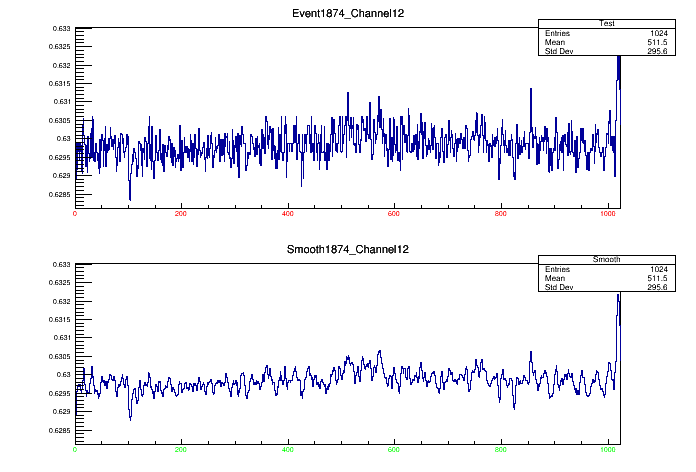 Event1874_Channel12
Test
Entries 1024
Mean 511.5
Std Dev 295.6
0.633
0.6325
0.632
0.6315
0.631
0.6305
0.63
0.6295
0.629
0.6285
0 200 400 600 800 1000
Smooth1874_Channel12
Smooth
Entries 1024
Mean 511.5
Std Dev 295.6
0.633
0.6325
0.632
0.6315
0.631
0.6305
0.63
0.6295
0.629
0.6285
0 200 400 600 800 1000